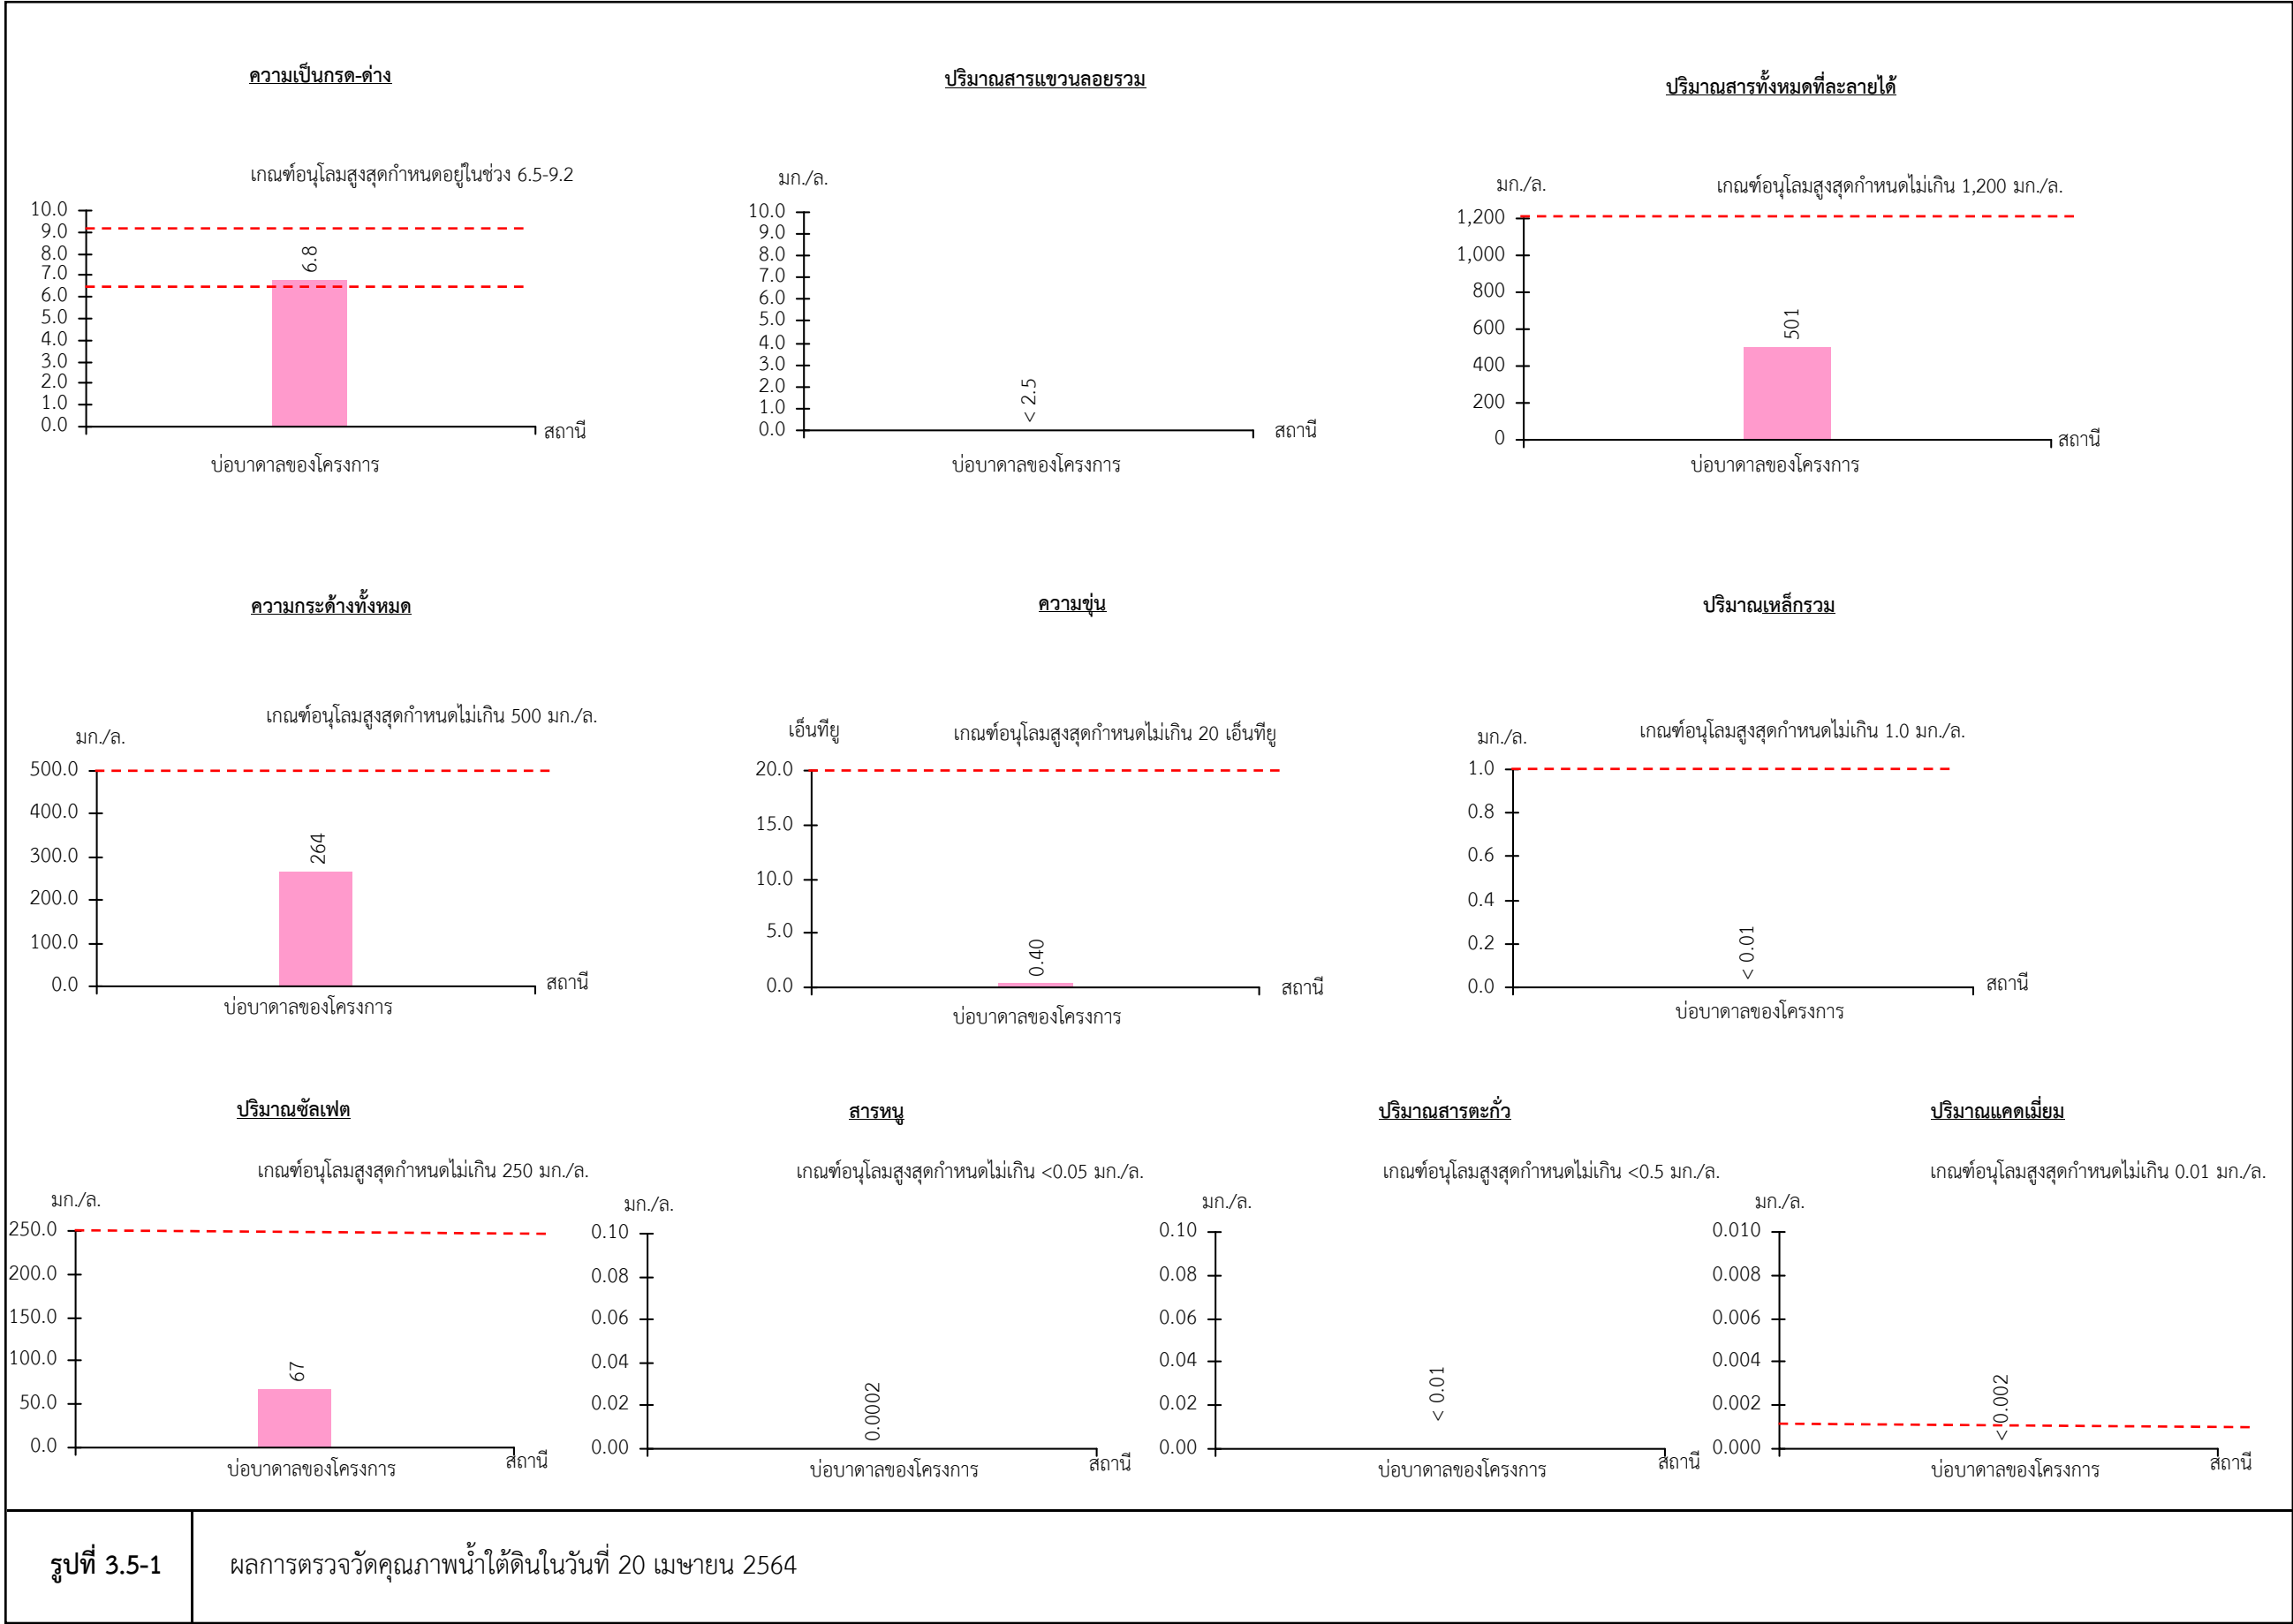 ความเป็นกรด-ด่าง
เกณฑ์อนุโลมสูงสุดกำหนดอยู่ในช่วง 6.5-9.2
10.0
9.0
8.0
7.0
6.0
5.0
4.0
3.0
2.0
1.0
0.0
6.8
สถานี
บ่อบาดาลของโครงการ
ปริมาณสารแขวนลอยรวม
มก./ล.
10.0
9.0
8.0
7.0
6.0
5.0
4.0
3.0
2.0
1.0
0.0
< 2.5
สถานี
บ่อบาดาลของโครงการ
ปริมาณสารทั้งหมดที่ละลายได้
มก./ล.
เกณฑ์อนุโลมสูงสุดกำหนดไม่เกิน 1,200 มก./ล.
1,200
1,000
800
600
400
200
0
501
สถานี
บ่อบาดาลของโครงการ
ความกระด้างทั้งหมด
เกณฑ์อนุโลมสูงสุดกำหนดไม่เกิน 500 มก./ล.
มก./ล.
500.0
400.0
300.0
200.0
100.0
0.0
264
สถานี
บ่อบาดาลของโครงการ
ความขุ่น
เอ็นทียู
เกณฑ์อนุโลมสูงสุดกำหนดไม่เกิน 20 เอ็นทียู
20.0
15.0
10.0
5.0
0.0
0.40
สถานี
บ่อบาดาลของโครงการ
ปริมาณเหล็กรวม
เกณฑ์อนุโลมสูงสุดกำหนดไม่เกิน 1.0 มก./ล.
มก./ล.
1.0
0.8
0.6
0.4
0.2
0.0
< 0.01
สถานี
บ่อบาดาลของโครงการ
ปริมาณซัลเฟต
เกณฑ์อนุโลมสูงสุดกำหนดไม่เกิน 250 มก./ล.
มก./ล.
250.0
200.0
150.0
100.0
50.0
0.0
67
สถานี
บ่อบาดาลของโครงการ
สารหนู
เกณฑ์อนุโลมสูงสุดกำหนดไม่เกิน <0.05 มก./ล.
มก./ล.
0.10
0.08
0.06
0.04
0.02
0.00
0.0002
สถานี
บ่อบาดาลของโครงการ
ปริมาณสารตะกั่ว
เกณฑ์อนุโลมสูงสุดกำหนดไม่เกิน <0.5 มก./ล.
มก./ล.
0.10
0.08
0.06
0.04
0.02
0.00
< 0.01
สถานี
บ่อบาดาลของโครงการ
ปริมาณแคดเมี่ยม
เกณฑ์อนุโลมสูงสุดกำหนดไม่เกิน 0.01 มก./ล.
มก./ล.
0.010
0.008
0.006
0.004
0.002
0.000
< 0.002
สถานี
บ่อบาดาลของโครงการ
รูปที่ 3.5-1
ผลการตรวจวัดคุณภาพน้ำใต้ดินในวันที่ 20 เมษายน 2564